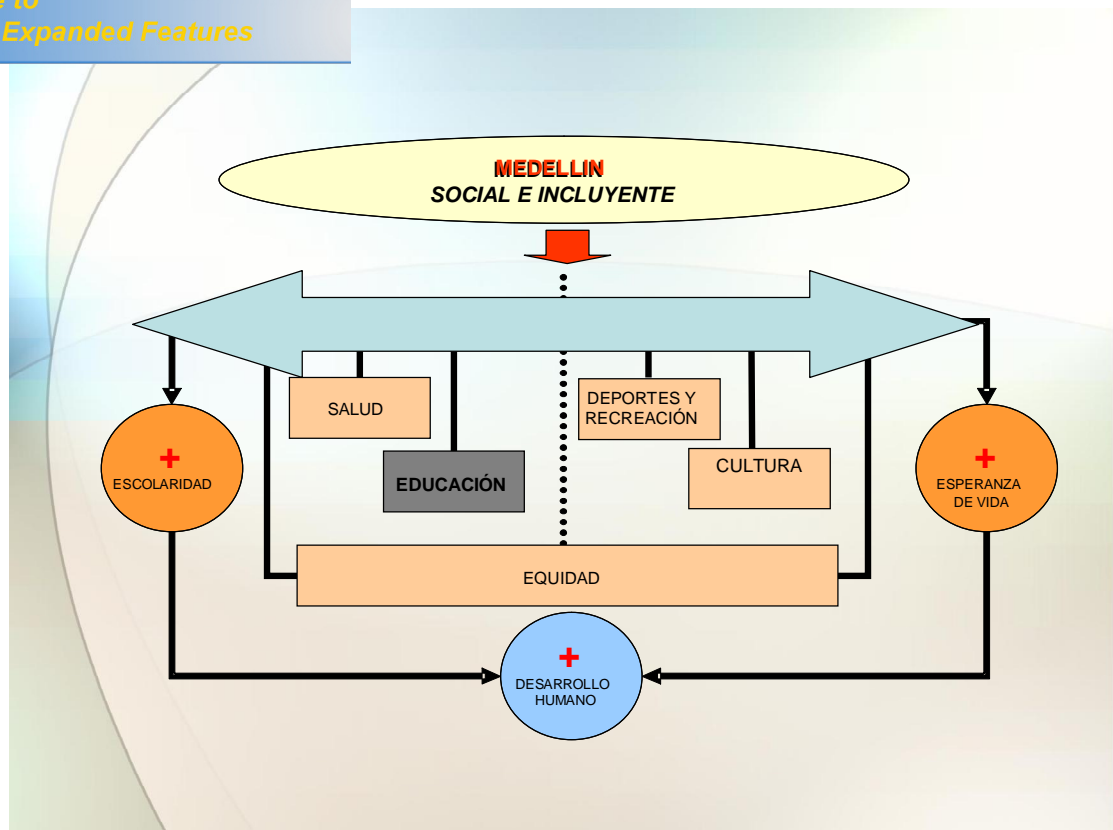 to
Expanded Features
MEDELLIN
SOCIAL E INCLUYENTE
SALUD
DEPORTES Y
RECREACIÓN
EDUCACIÓN
CULTURA
+
ESCOLARIDAD
+
ESPERANZA
DE VIDA
EQUIDAD
+
DESARROLLO
HUMANO